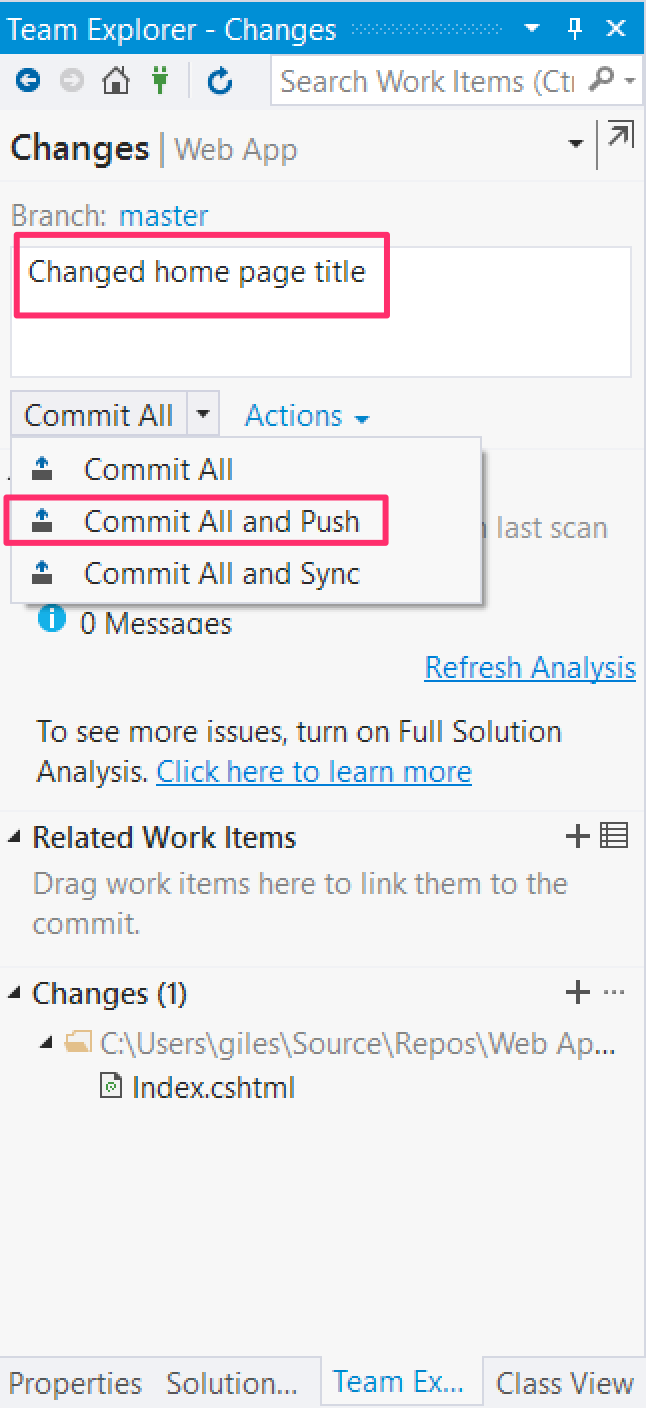 Team Explorer - Changes
Search Work Items (Ct
Changes | Web App
Branch: master
Changed home page title
Commit All
Actions
Commit All
Commit All and Push
last scan
Commit All and Sync
0 Messages
Refresh Analysis
To see more issues, turn on Full Solution
Analysis. Click here to learn more
Related Work Items
Drag work items here to link them to the
commit.
Changes (1)
C:\Users\giles\Source\Repos\Web Ap...
Index.cshtml
Properties
Solution...
Team Ex...
Class View